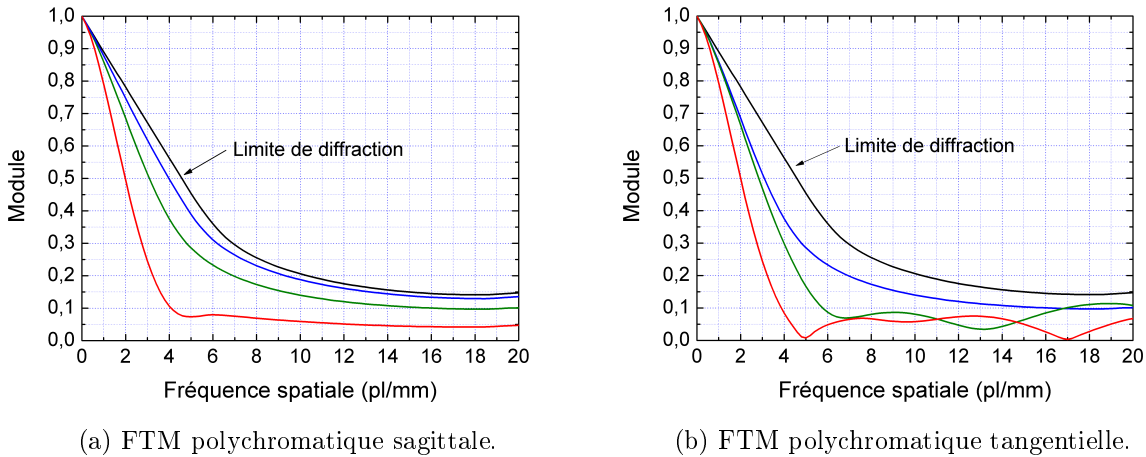 1,0
0,9
0,8
0,7
0,6
0,5
0,4
0,3
0,2
0,1
0,0
Module
Limite de diffraction
0 2 4 6 8 10 12 14 16 18 20
Fréquence spatiale (pl/mm)
(a) FTM polychromatique sagittale.
1,0
0,9
0,8
0,7
0,6
0,5
0,4
0,3
0,2
0,1
0,0
Module
Limite de diffraction
0 2 4 6 8 10 12 14 16 18 20
Fréquence spatiale (pl/mm)
(b) FTM polychromatique tangentielle.